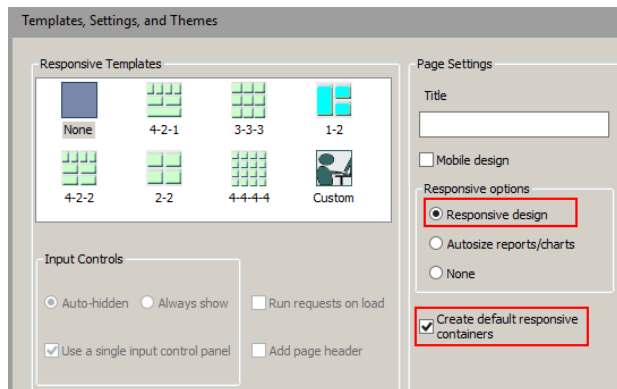 Templates, Settings, and Themes
Responsive Templates
None
4-2-1
3-3-3
1-2
4-2-2
2-2
4-4-4-4
Custom
Input Controls
Auto-hidden
Always show
Use a single input control panel
Run requests on load
Add page header
Page Settings
Title
Mobile design
Responsive options
Responsive design
Autosize reports/charts
None
Create default responsive
containers